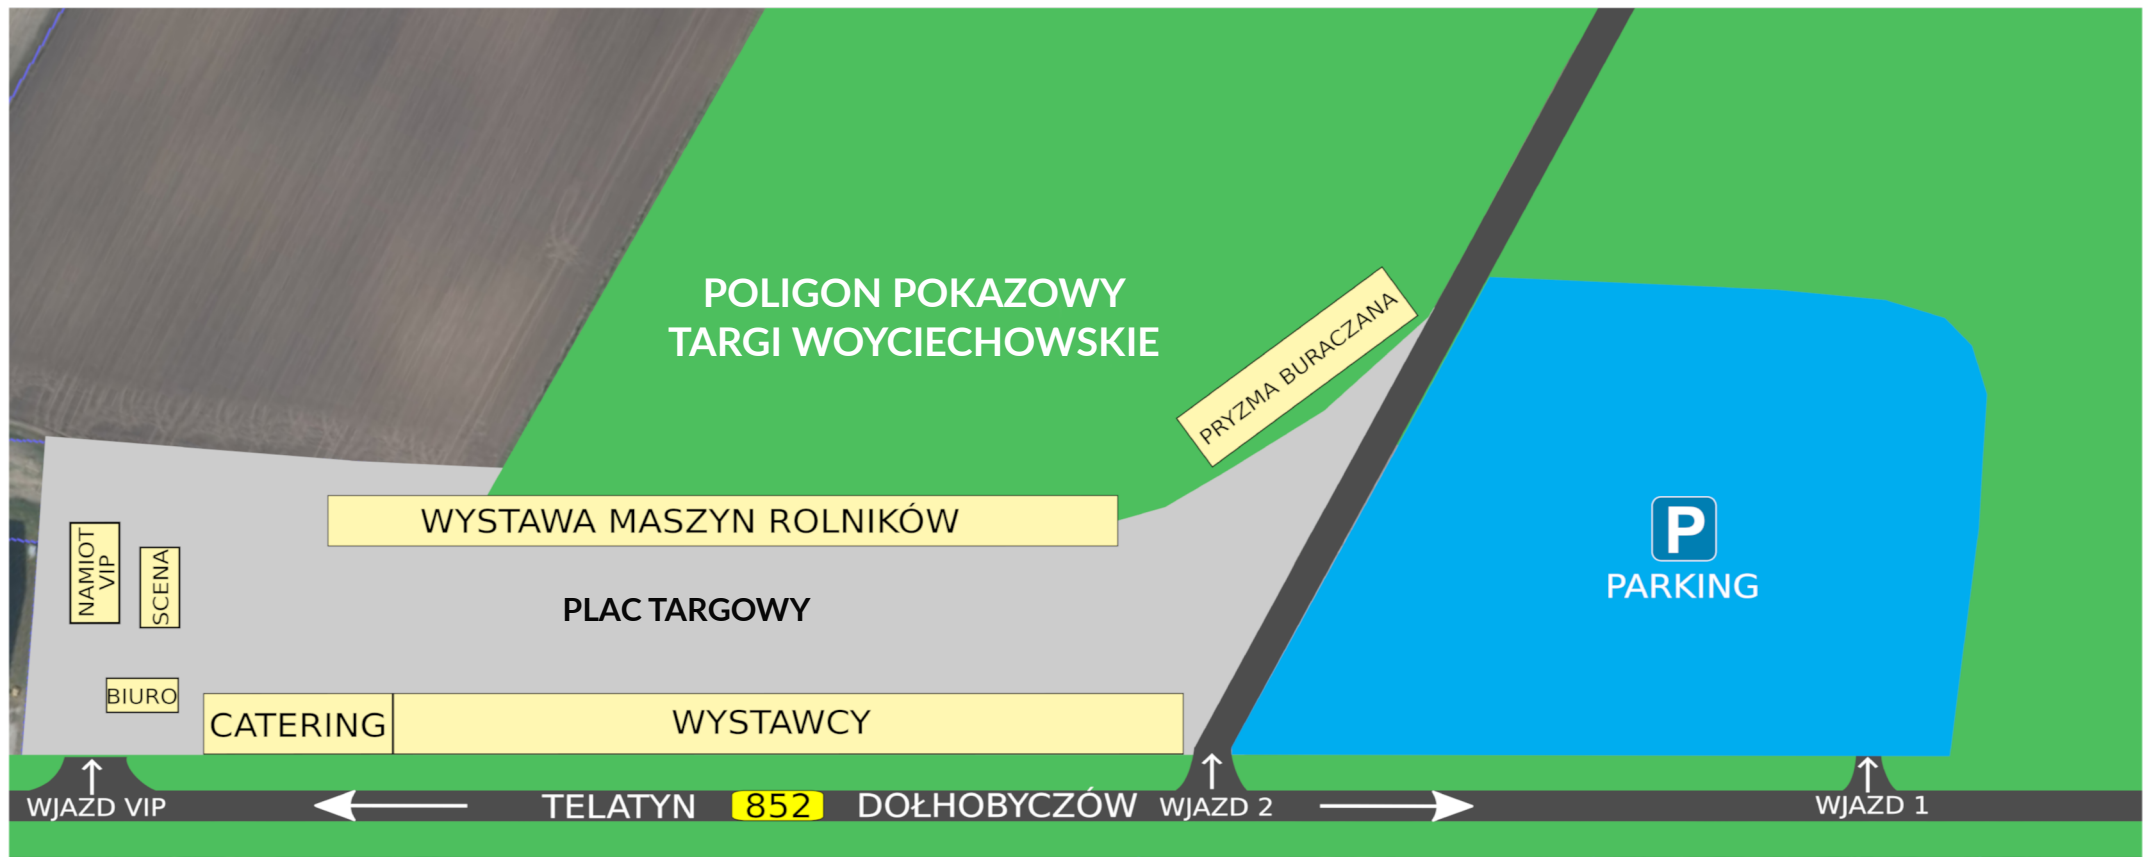 POLIGON POKAZOWY
TARGI WOYCIECHOWSKIE
PRYZMA BURACZANA
WYSTAWA MASZYN ROLNIKÓW
NAMIOT
VIP
SCENA
P
PARKING
PLAC TARGOWY
BIURO
CATERING
WYSTAWCY
WJAZD VIP
TELATYN 852 DOŁHOBYCZÓW
WJAZD 2
WJAZD 1